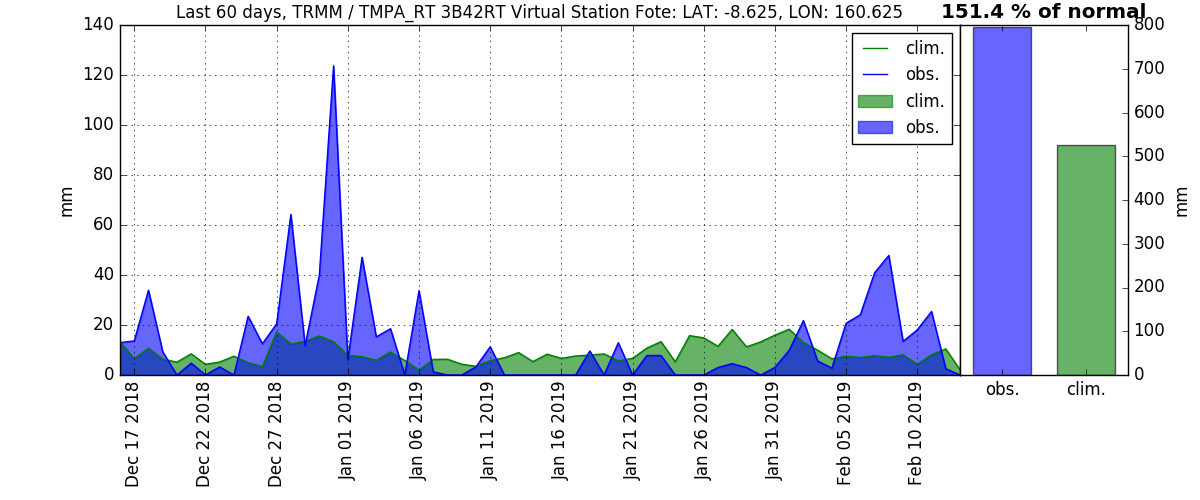 Last 60 days, TRMM / TMPA_RT 3B42RT Virtual Station Fote: LAT: -8.625, LON: 160.625
151.4 % of normal
140
120
100
80
60
40
20
0
mm
clim.
obs.
clim.
obs.
Dec 17 2018
Dec 22 2018
Dec 27 2018
Jan 01 2019
Jan 06 2019
Jan 11 2019
Jan 16 2019
Jan 21 2019
Jan 26 2019
Jan 31 2019
Feb 05 2019
Feb 10 2019
800
700
600
500
400
300
200
100
0
mm
obs.
clim.